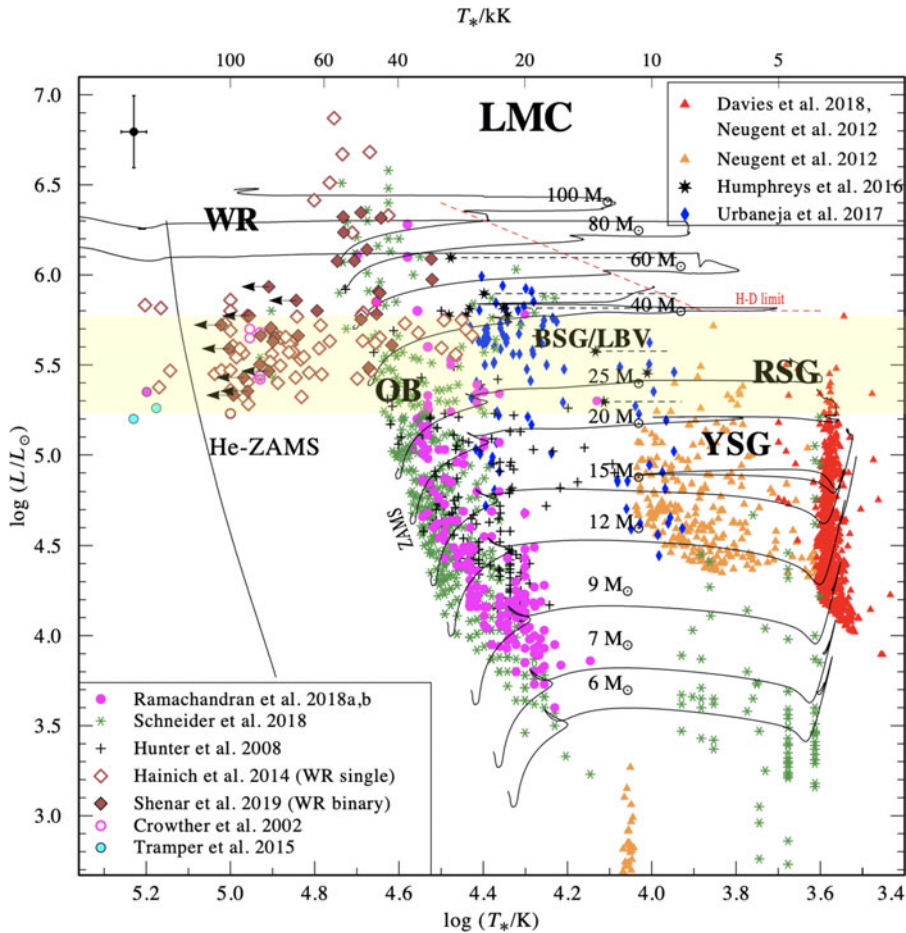 T*/kK
100 80 60 40 20 10 5
LMC
Davies et al. 2018,
Neugent et al. 2012
Neugent et al. 2012
Humphreys et al. 2016
Urbaneja et al. 2017
7.0
6.5
6.0
5.5
5.0
4.5
4.0
3.5
3.0
log (L/L⊙)
WR
100 M⊙
80 M⊙
60 M⊙
40 M⊙
H-D limit
BSG/LBV
25 M⊙
RSG
OB
20 M⊙
He-ZAMS
YSG
15 M⊙
ZAMS
12 M⊙
9 M⊙
7 M⊙
6 M⊙
Ramachandran et al. 2018a,b
Schneider et al. 2018
Hunter et al. 2008
Hainich et al. 2014 (WR single)
Shenar et al. 2019 (WR binary)
Crowther et al. 2002
Tramper et al. 2015
5.2 5.0 4.8 4.6 4.4 4.2 4.0 3.8 3.6 3.4
log (T*/K)